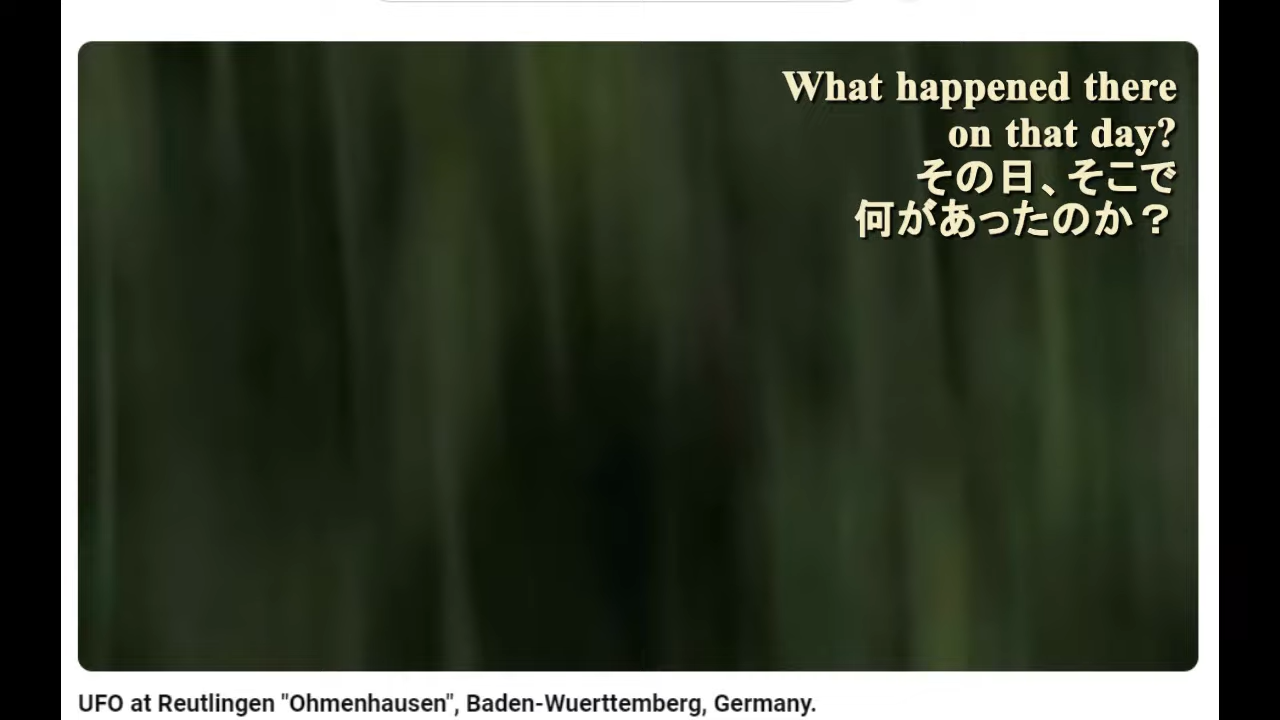 What happened there
on that day?
その日、そこで
何があったのか？
UFO at Reutlingen "Ohmenhausen", Baden-Wuerttemberg, Germany.